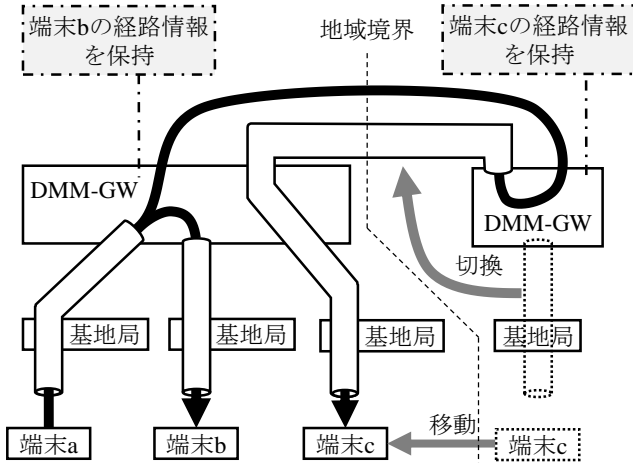 端末bの経路情報
を保持
地域境界
端末cの経路情報
を保持
DMM-GW
DMM-GW
切換
基地局
基地局
基地局
基地局
移動
端末a
端末b
端末c
端末c